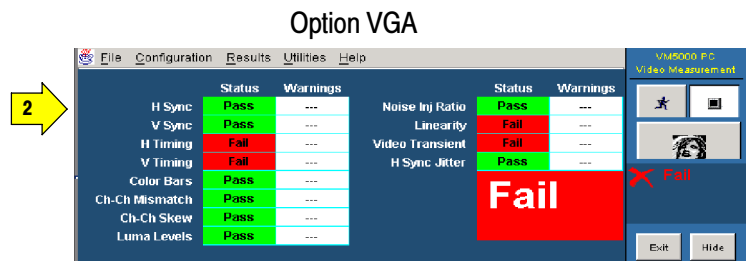 Option VGA
File Configuration Results Utilities Help
VM5000 PC
Video Measurement
2
Status Warnings Status Warnings
H Sync Pass --- Noise Inj Ratio Pass ---
V Sync Pass --- Linearity Fail ---
H Timing Fail --- Video Transient Fail ---
V Timing Fail --- H Sync Jitter Pass ---
Color Bars Pass ---
Ch-Ch Mismatch Pass ---
Ch-Ch Skew Pass ---
Luma Levels Pass ---
Fail
Fail
Exit Hide